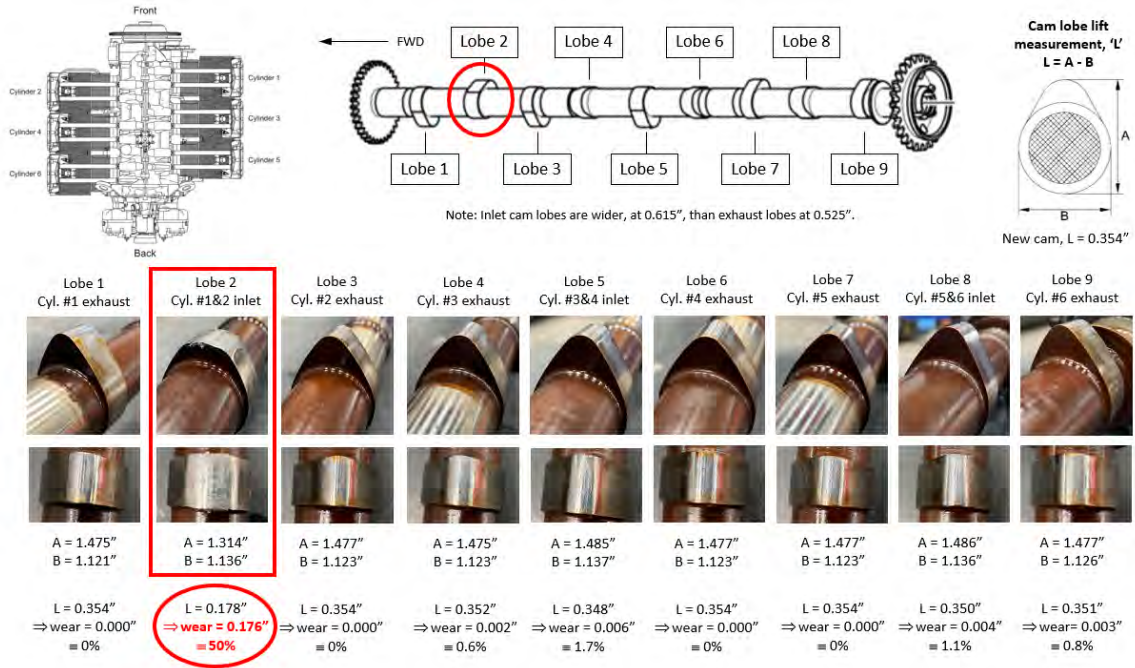 Front
Cylinder 1
Cylinder 2
Cylinder 3
Cylinder 4
Cylinder 5
Cylinder 6
Back
FWD
Lobe 2
Lobe 4
Lobe 6
Lobe 8
Lobe 1
Lobe 3
Lobe 5
Lobe 7
Lobe 9
Note: Inlet cam lobes are wider, at 0.615”, than exhaust lobes at 0.525”.
Cam lobe lift
measurement, ‘L’
L = A - B
A
B
New cam, L = 0.354”
Lobe 1
Cyl. #1 exhaust
A = 1.475”
B = 1.121”
L = 0.354”
⇒ wear = 0.000”
≡ 0%
Lobe 2
Cyl. #1&2 inlet
A = 1.314”
B = 1.136”
L = 0.178”
⇒ wear = 0.176”
≡ 50%
Lobe 3
Cyl. #2 exhaust
A = 1.477”
B = 1.123”
L = 0.354”
⇒ wear = 0.000”
≡ 0%
Lobe 4
Cyl. #3 exhaust
A = 1.475”
B = 1.123”
L = 0.352”
⇒ wear = 0.002”
≡ 0.6%
Lobe 5
Cyl. #3&4 inlet
A = 1.485”
B = 1.137”
L = 0.348”
⇒ wear = 0.006”
≡ 1.7%
Lobe 6
Cyl. #4 exhaust
A = 1.477”
B = 1.123”
L = 0.354”
⇒ wear = 0.000”
≡ 0%
Lobe 7
Cyl. #5 exhaust
A = 1.477”
B = 1.123”
L = 0.354”
⇒ wear = 0.000”
≡ 0%
Lobe 8
Cyl. #5&6 inlet
A = 1.486”
B = 1.136”
L = 0.350”
⇒ wear = 0.004”
≡ 1.1%
Lobe 9
Cyl. #6 exhaust
A = 1.477”
B = 1.126”
L = 0.351”
⇒ wear= 0.003”
≡ 0.8%